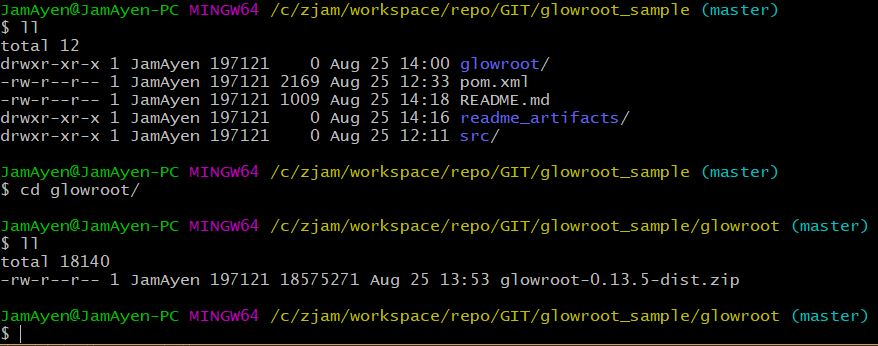 JamAyen@JamAyen-PC MINGW64 /c/zjam/workspace/repo/GIT/glowroot_sample (master)
$ ll
total 12
drwxr-xr-x 1 JamAyen 197121    0 Aug 25 14:00 glowroot/
-rw-r--r-- 1 JamAyen 197121 2169 Aug 25 12:33 pom.xml
-rw-r--r-- 1 JamAyen 197121 1009 Aug 25 14:18 README.md
drwxr-xr-x 1 JamAyen 197121    0 Aug 25 14:16 readme_artifacts/
drwxr-xr-x 1 JamAyen 197121    0 Aug 25 12:11 src/
JamAyen@JamAyen-PC MINGW64 /c/zjam/workspace/repo/GIT/glowroot_sample (master)
$ cd glowroot/
JamAyen@JamAyen-PC MINGW64 /c/zjam/workspace/repo/GIT/glowroot_sample/glowroot (master)
$ ll
total 18140
-rw-r--r-- 1 JamAyen 197121 18575271 Aug 25 13:53 glowroot-0.13.5-dist.zip
JamAyen@JamAyen-PC MINGW64 /c/zjam/workspace/repo/GIT/glowroot_sample/glowroot (master)
$